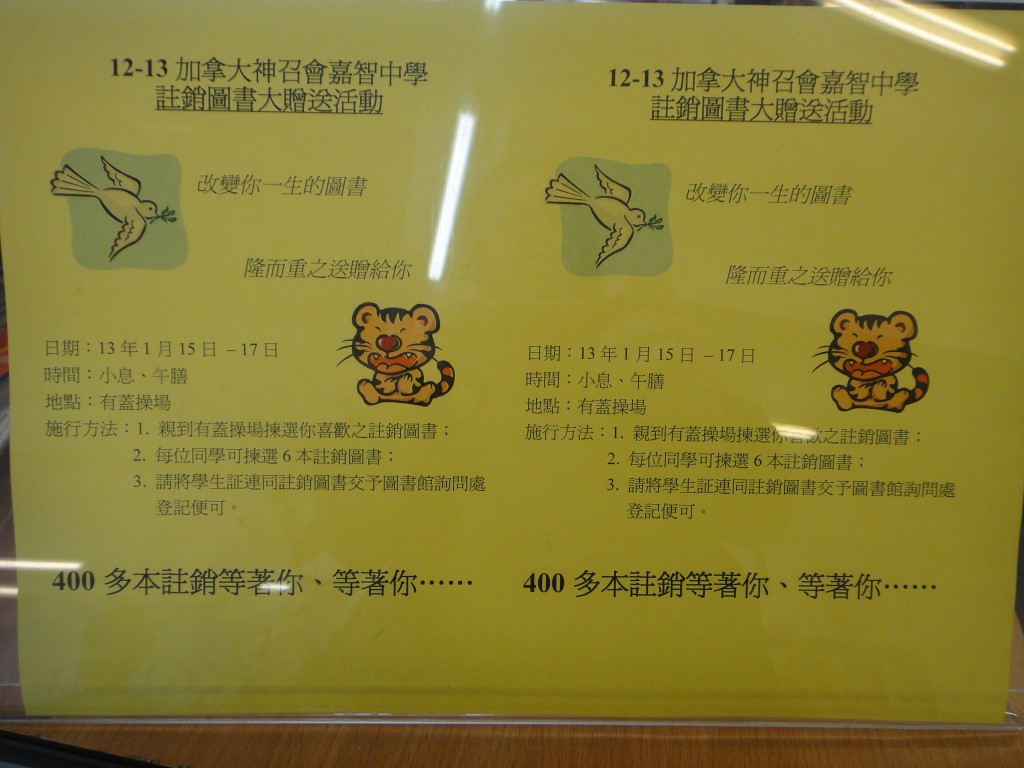 12-13 加拿大神召會嘉智中學
註銷圖書大贈送活動
改變你一生的圖書
隆而重之送贈給你
日期：13 年 1 月 15 日 – 17 日
時間：小息、午膳
地點：有蓋操場
施行方法：1. 親到有蓋操場揀選你喜歡之註銷圖書；
2. 每位同學可揀選 6 本註銷圖書；
3. 請將學生証連同註銷圖書交予圖書館詢問處
登記便可。
400 多本註銷等著你、等著你⋯⋯
12-13 加拿大神召會嘉智中學
註銷圖書大贈送活動
改變你一生的圖書
隆而重之送贈給你
日期：13 年 1 月 15 日 – 17 日
時間：小息、午膳
地點：有蓋操場
施行方法：1. 親到有蓋操場揀選你喜歡之註銷圖書；
2. 每位同學可揀選 6 本註銷圖書；
3. 請將學生証連同註銷圖書交予圖書館詢問處
登記便可。
400 多本註銷等著你、等著你⋯⋯